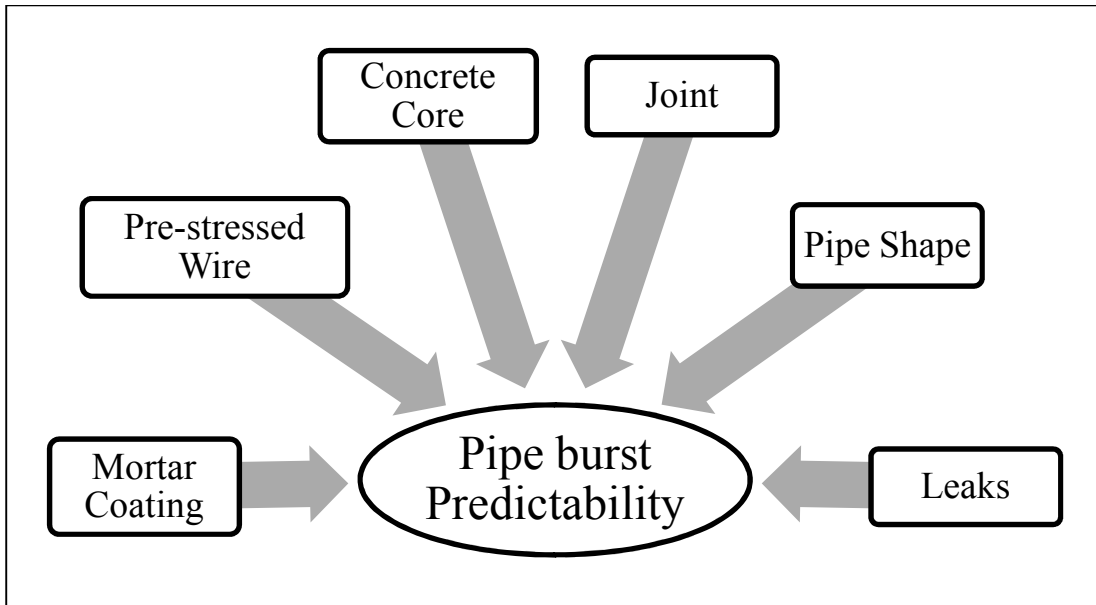 Concrete
Core
Joint
Pre-stressed
Wire
Pipe Shape
Mortar
Coating
Pipe burst
Predictability
Leaks